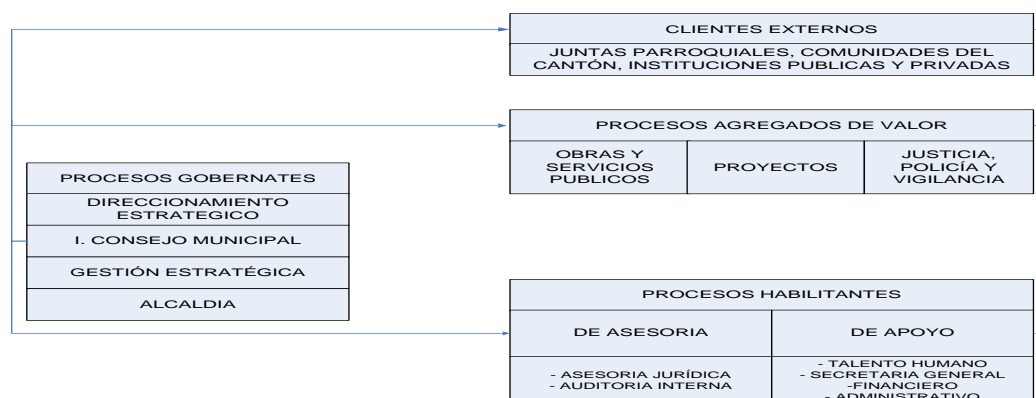 CLIENTES EXTERNOS
JUNTAS PARROQUIALES, COMUNIDADES DEL
CANTÓN, INSTITUCIONES PUBLICAS Y PRIVADAS
PROCESOS AGREGADOS DE VALOR
OBRAS Y
SERVICIOS
PUBLICOS
PROYECTOS
JUSTICIA,
POLICÍA Y
VIGILANCIA
PROCESOS GOBERNATES
DIRECCIONAMIENTO
ESTRATEGICO
I. CONSEJO MUNICIPAL
GESTIÓN ESTRATÉGICA
ALCALDIA
PROCESOS HABILITANTES
DE ASESORIA
- ASESORIA JURÍDICA
- AUDITORIA INTERNA
DE APOYO
- TALENTO HUMANO
- SECRETARIA GENERAL
-FINANCIERO
- ADMINISTRATIVO